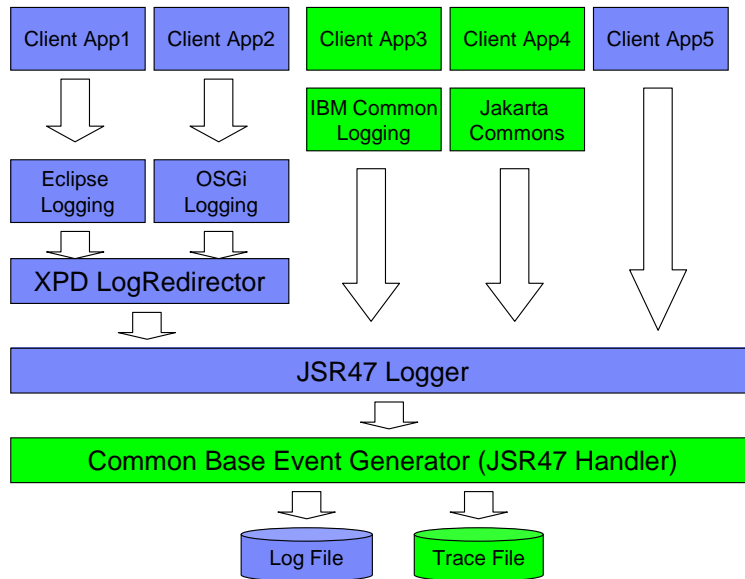 Client App1
Client App2
Client App3
Client App4
Client App5
IBM Common
Logging
Jakarta
Commons
Eclipse
Logging
OSGi
Logging
XPD LogRedirector
JSR47 Logger
Common Base Event Generator (JSR47 Handler)
Log File
Trace File